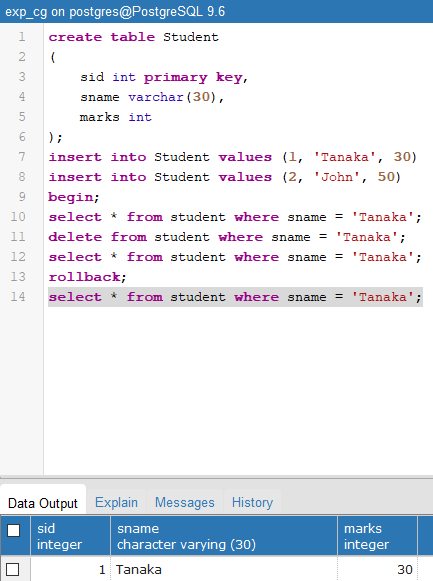 exp_cg on postgres@PostgreSQL 9.6
1 create table Student
2 (
3 sid int primary key,
4 sname varchar(30),
5 marks int
6 );
7 insert into Student values (1, 'Tanaka', 30)
8 insert into Student values (2, 'John', 50)
9 begin;
10 select * from student where sname = 'Tanaka';
11 delete from student where sname = 'Tanaka';
12 select * from student where sname = 'Tanaka';
13 rollback;
14 select * from student where sname = 'Tanaka';
Data Output Explain Messages History
sid sname marks
integer character varying (30) integer
1 Tanaka 30